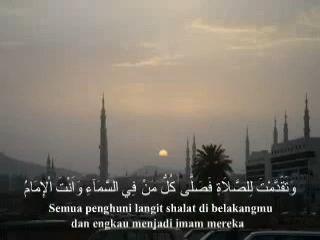 وَتَقَدَّمْتَ لِلصَّلَاةِ فَصَلَّى كُلُّ مَنْ فِي السَّمَاءِ وَأَنْتَ الْإِمَامُ
Semua penghuni langit shalat di belakangmu
dan engkau menjadi imam mereka